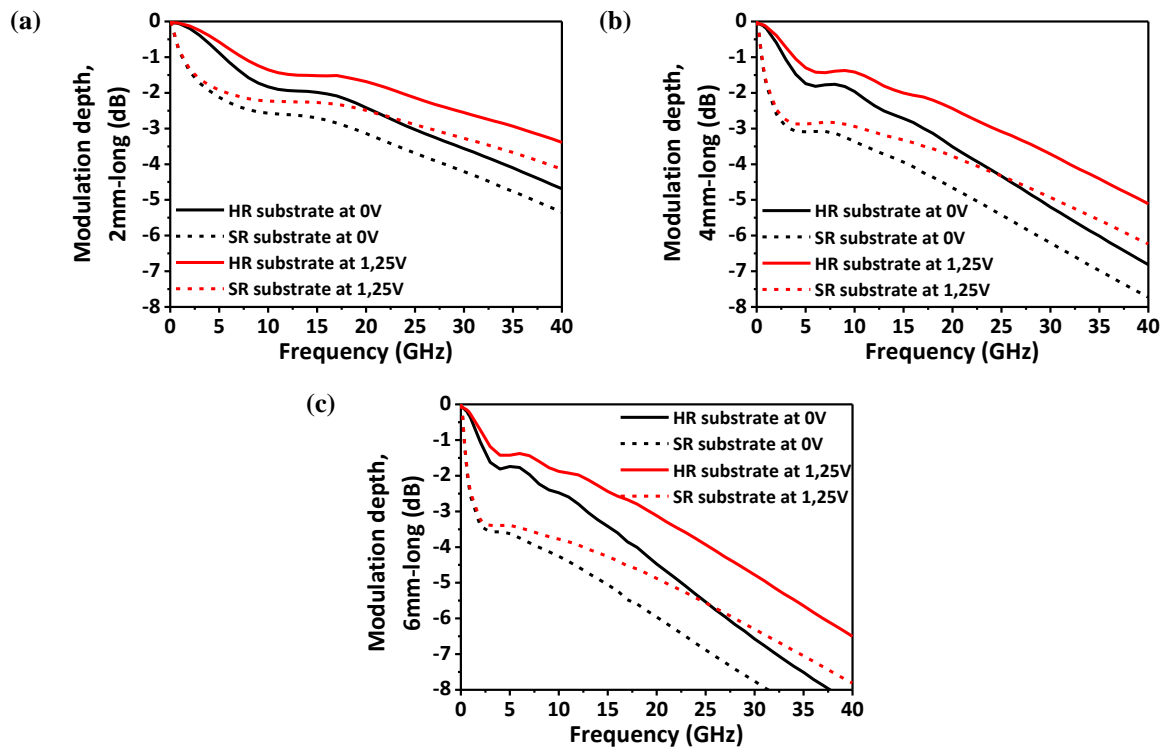 (a)
Modulation depth,
2mm-long (dB)
0
-1
-2
-3
-4
-5
-6
-7
-8
HR substrate at 0V
SR substrate at 0V
HR substrate at 1,25V
SR substrate at 1,25V
0 5 10 15 20 25 30 35 40
Frequency (GHz)
(b)
Modulation depth,
4mm-long (dB)
0
-1
-2
-3
-4
-5
-6
-7
-8
HR substrate at 0V
SR substrate at 0V
HR substrate at 1,25V
SR substrate at 1,25V
0 5 10 15 20 25 30 35 40
Frequency (GHz)
(c)
Modulation depth,
6mm-long (dB)
0
-1
-2
-3
-4
-5
-6
-7
-8
HR substrate at 0V
SR substrate at 0V
HR substrate at 1,25V
SR substrate at 1,25V
0 5 10 15 20 25 30 35 40
Frequency (GHz)